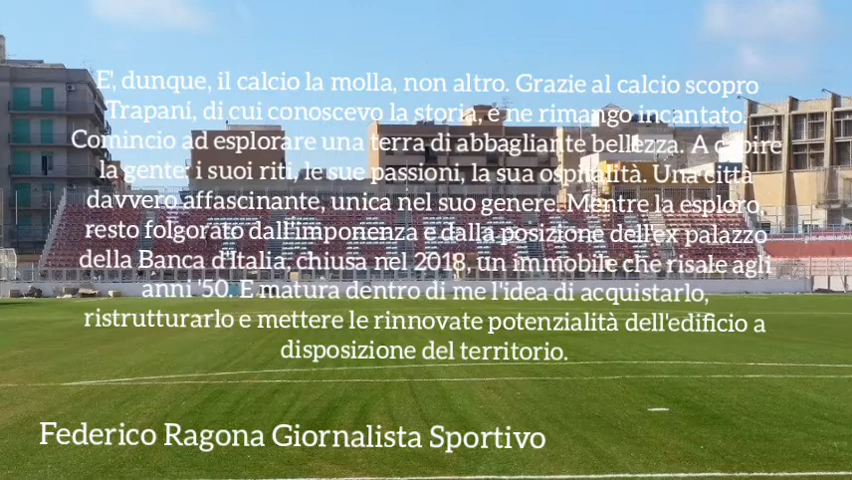 E', dunque, il calcio la molla, non altro. Grazie al calcio scopro
Trapani, di cui conoscevo la storia, e ne rimango incantato.
Comincio ad esplorare una terra di abbagliante bellezza. A capire
la gente: i suoi riti, le sue passioni, la sua ospitalità. Una città
davvero affascinante, unica nel suo genere. Mentre la esploro,
resto folgorato dall'imponenza e dalla posizione dell'ex palazzo
della Banca d'Italia, chiusa nel 2018, un immobile che risale agli
anni '50. E matura dentro di me l'idea di acquistarlo,
ristrutturarlo e mettere le rinnovate potenzialità dell'edificio a
disposizione del territorio.
TRAPANI
Federico Ragona Giornalista Sportivo